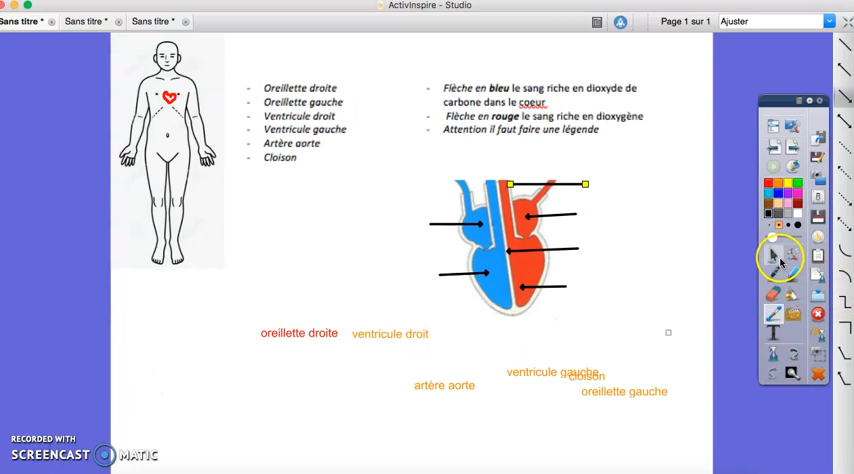 ActivInspire - Studio
Sans titre * Sans titre * Sans titre * Page 1 sur 1 Ajuster
- Oreillette droite
- Oreillette gauche
- Ventricule droit
- Ventricule gauche
- Artère aorte
- Cloison
- Flèche en bleu le sang riche en dioxyde de
carbone dans le coeur
- Flèche en rouge le sang riche en dioxygène
- Attention il faut faire une légende
oreillette droite ventricule droit
ventricule gauche
cloison
artère aorte
oreillette gauche
RECORDED WITH
SCREENCAST MATIC